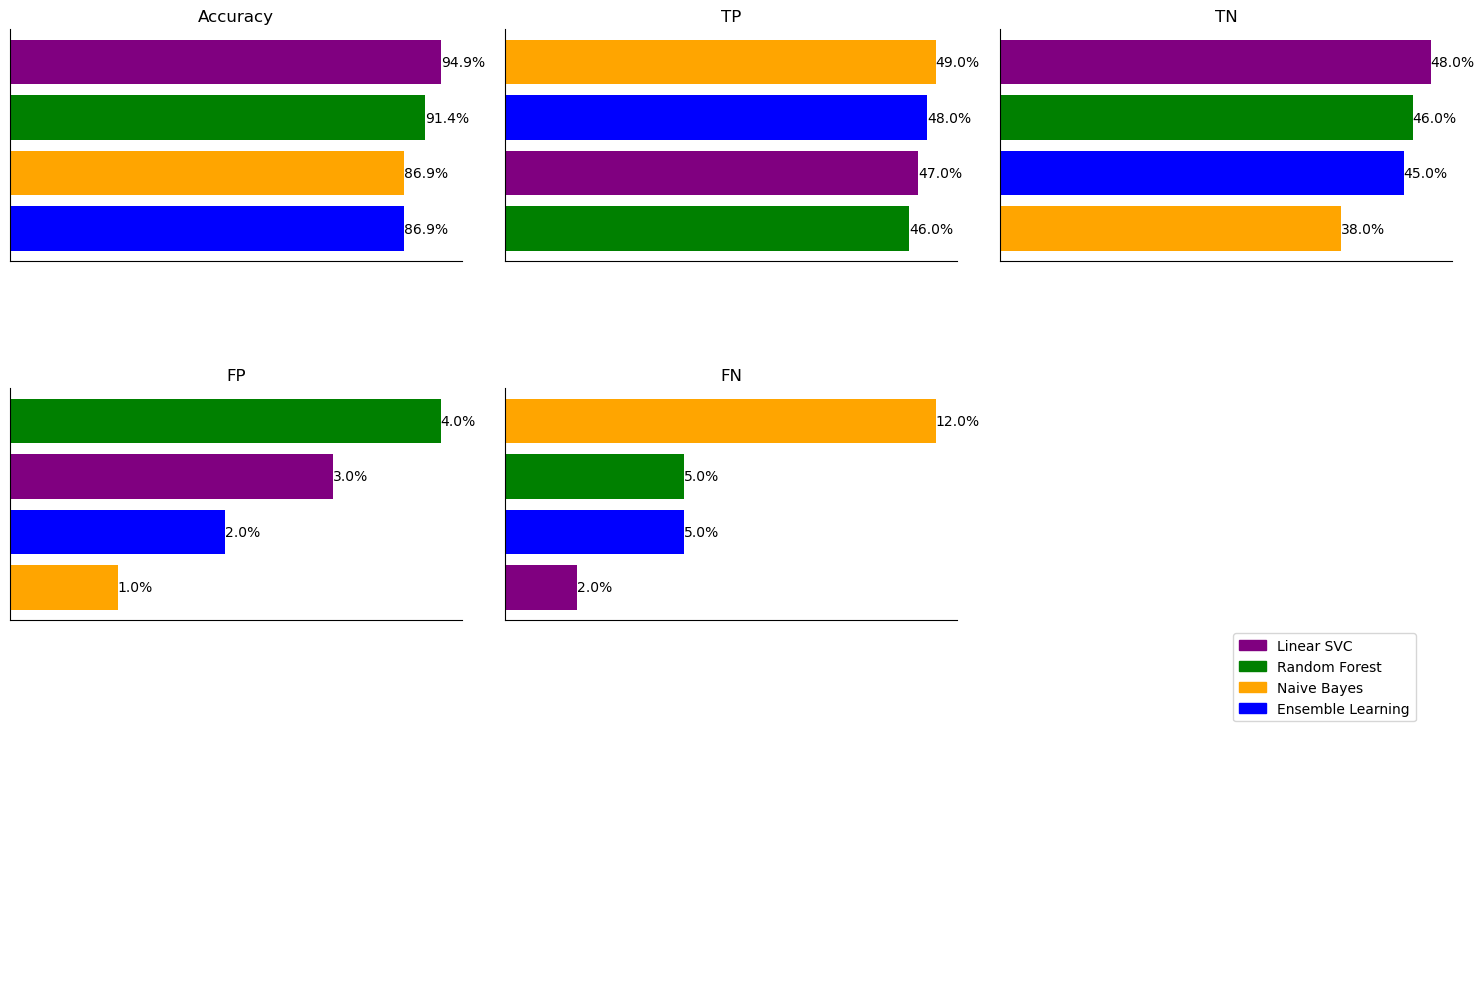 Accuracy
94.9%
91.4%
86.9%
86.9%
TP
49.0%
48.0%
47.0%
46.0%
TN
48.0%
46.0%
45.0%
38.0%
FP
4.0%
3.0%
2.0%
1.0%
FN
12.0%
5.0%
5.0%
2.0%
Linear SVC
Random Forest
Naive Bayes
Ensemble Learning